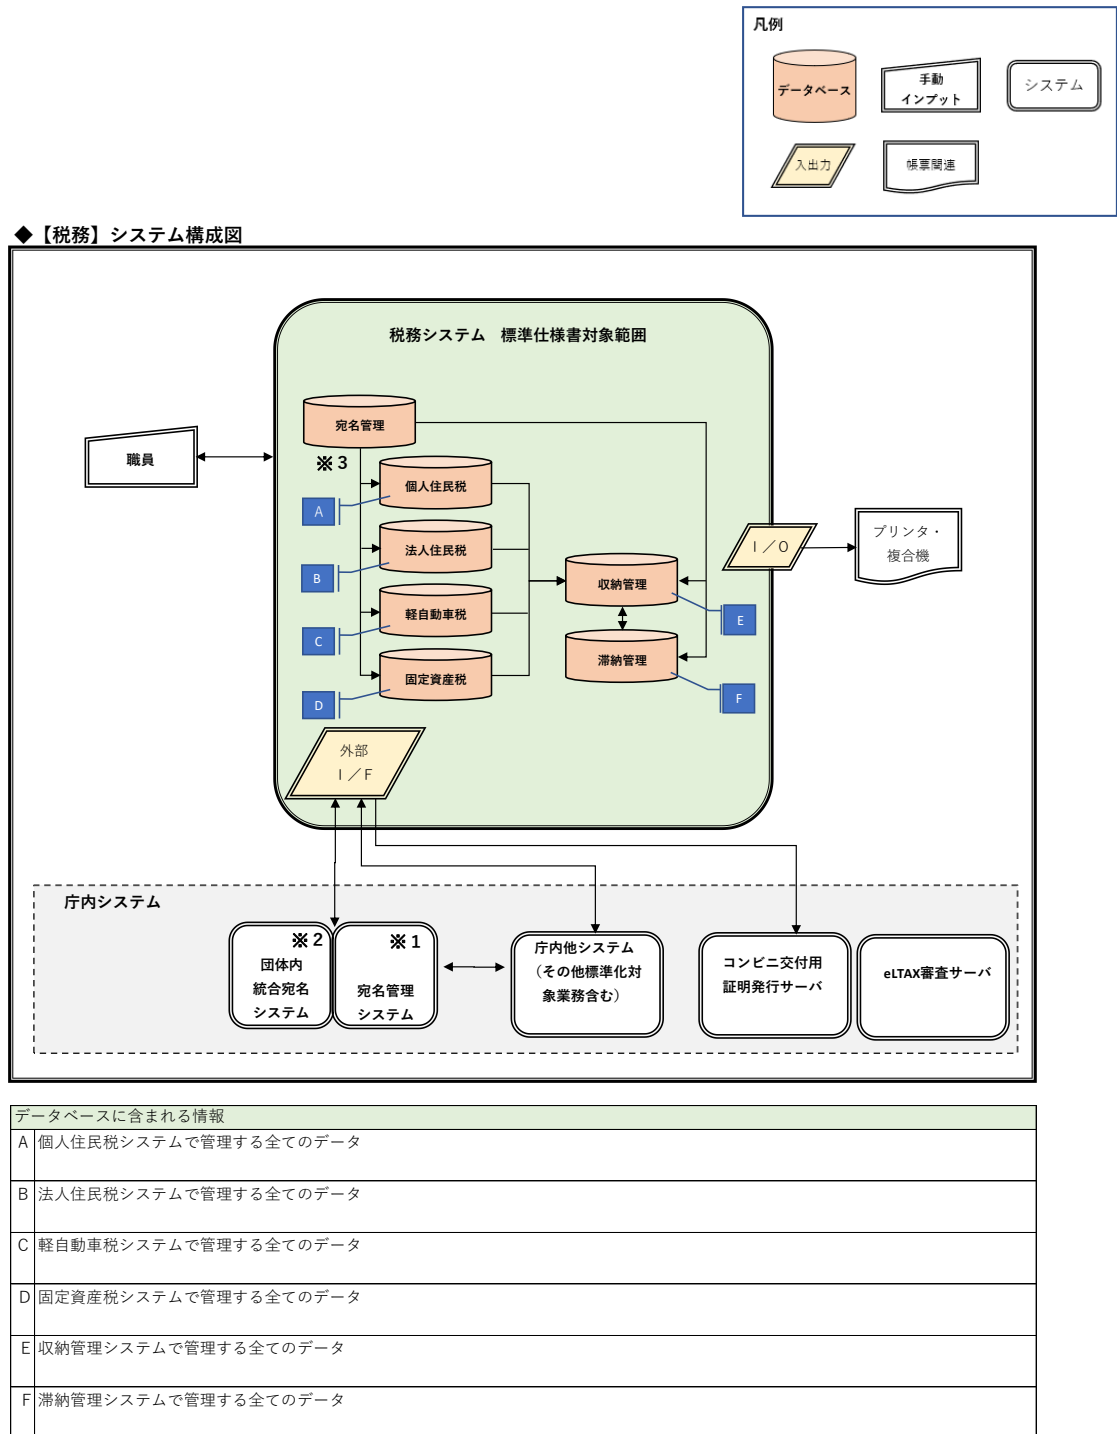 凡例
データベース
手動
インプット
システム
入出力
帳票関連
◆【税務】システム構成図
税務システム　標準仕様書対象範囲
宛名管理
※３
職員
個人住民税
A
法人住民税
B
軽自動車税
C
固定資産税
D
収納管理
E
滞納管理
F
Ｉ／Ｏ
プリンタ・
複合機
外部
Ｉ／Ｆ
庁内システム
※２
団体内
統合宛名
システム
※１
宛名管理
システム
庁内他システム
（その他標準化対
象業務含む）
コンビニ交付用
証明発行サーバ
eLTAX審査サーバ
データベースに含まれる情報
A 個人住民税システムで管理する全てのデータ
B 法人住民税システムで管理する全てのデータ
C 軽自動車税システムで管理する全てのデータ
D 固定資産税システムで管理する全てのデータ
E 収納管理システムで管理する全てのデータ
F 滞納管理システムで管理する全てのデータ